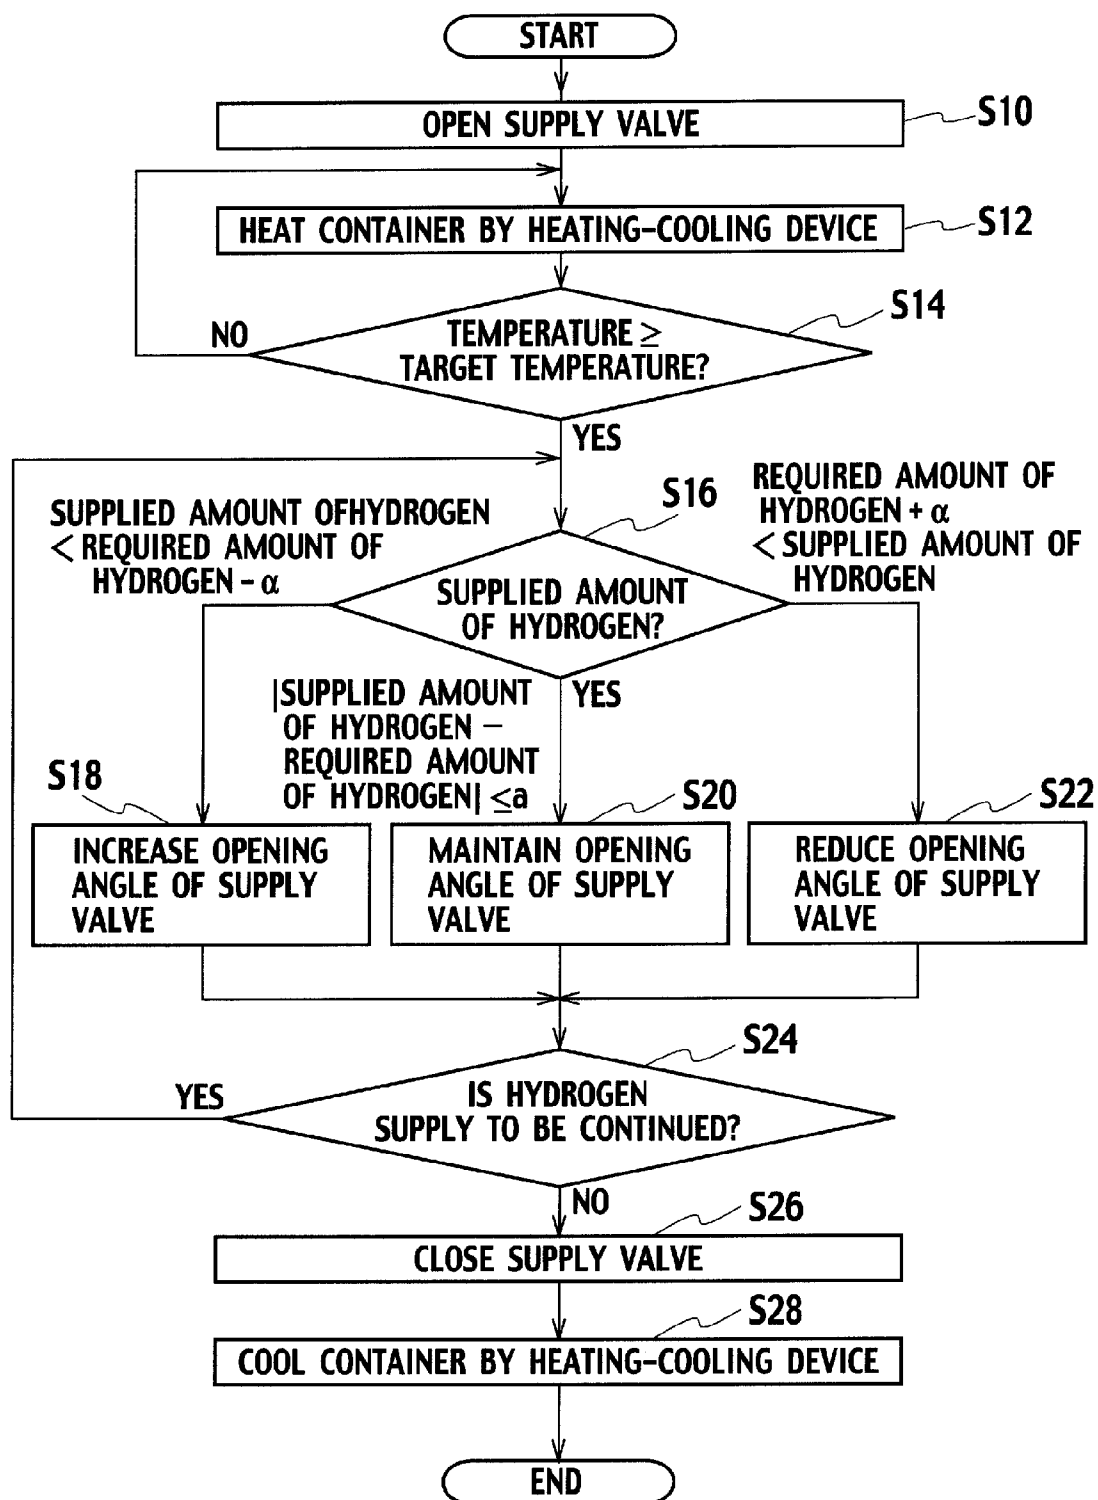 START
OPEN SUPPLY VALVE
S10
HEAT CONTAINER BY HEATING-COOLING DEVICE
S12
S14
NO
TEMPERATURE ≥
TARGET TEMPERATURE?
YES
SUPPLIED AMOUNT OFHYDROGEN
< REQUIRED AMOUNT OF
HYDROGEN - α
S16
REQUIRED AMOUNT OF
HYDROGEN + α
< SUPPLIED AMOUNT OF
HYDROGEN
SUPPLIED AMOUNT
OF HYDROGEN?
|SUPPLIED AMOUNT
OF HYDROGEN –
REQUIRED AMOUNT
OF HYDROGEN| ≤a
YES
S18
INCREASE OPENING
ANGLE OF SUPPLY
VALVE
S20
MAINTAIN OPENING
ANGLE OF SUPPLY
VALVE
S22
REDUCE OPENING
ANGLE OF SUPPLY
VALVE
S24
YES
IS HYDROGEN
SUPPLY TO BE CONTINUED?
NO
S26
CLOSE SUPPLY VALVE
S28
COOL CONTAINER BY HEATING-COOLING DEVICE
END